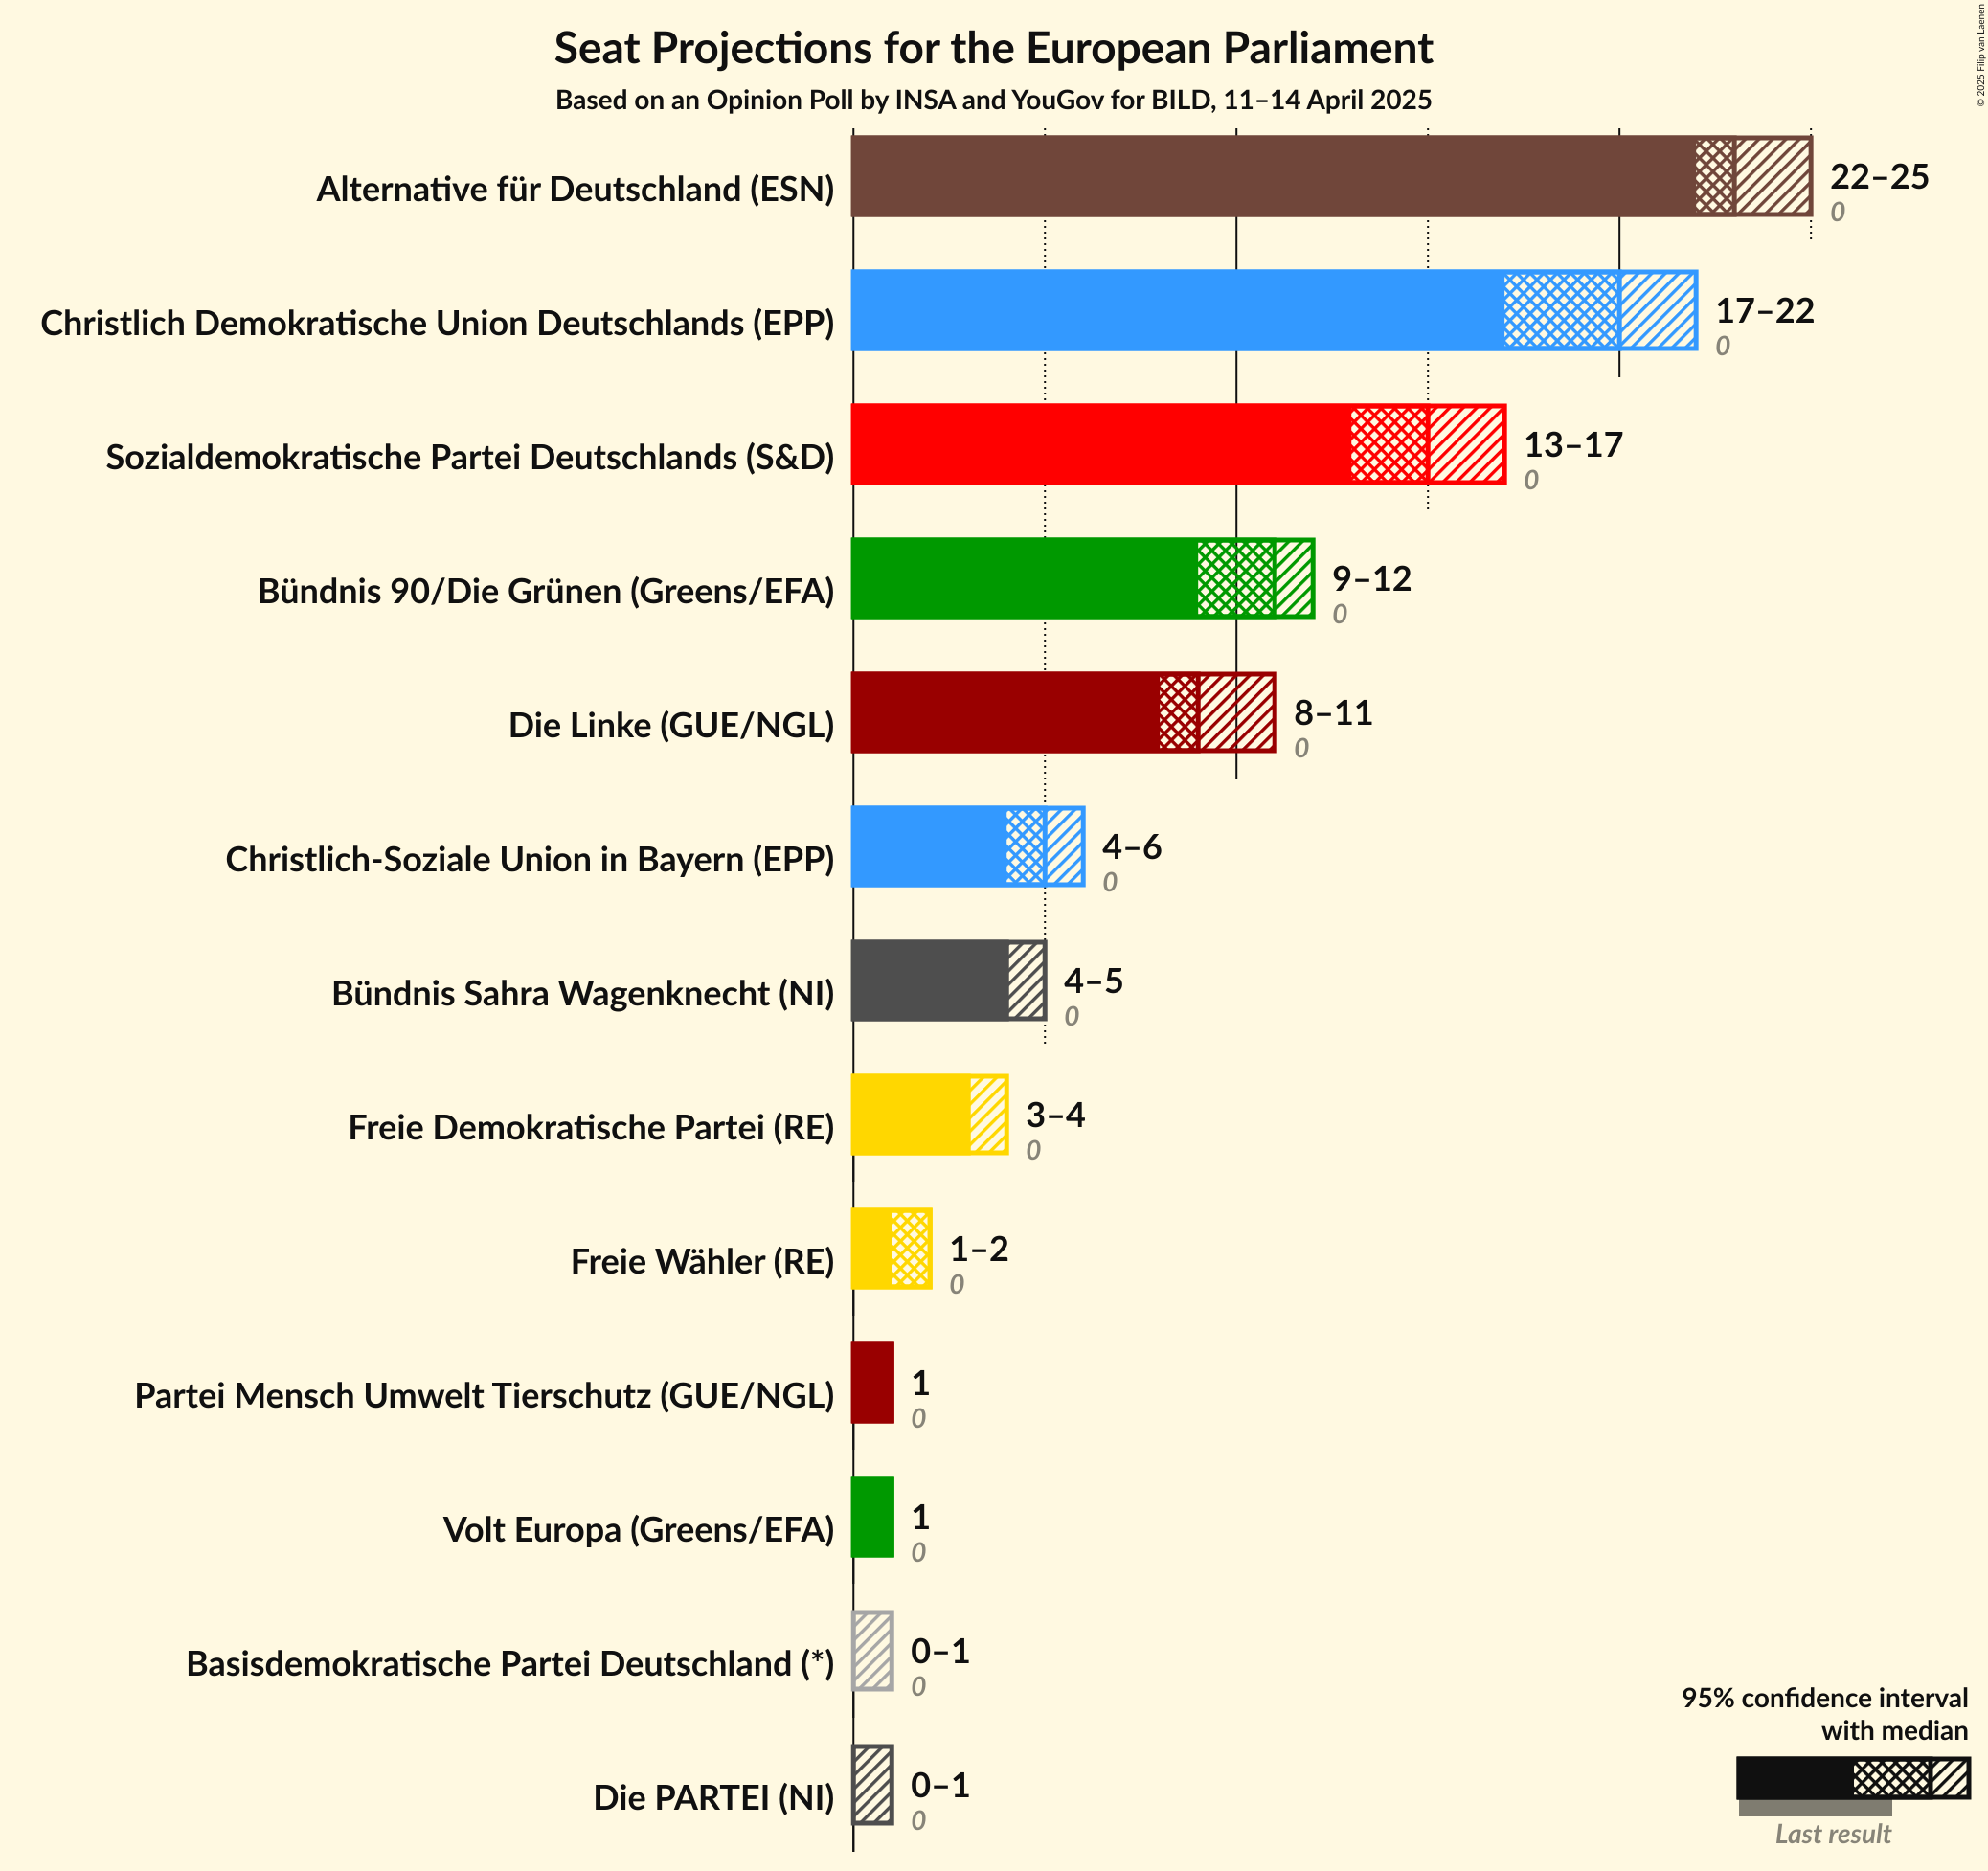 Seat Projections for the European Parliament
Based on an Opinion Poll by INSA and YouGov for BILD, 11–14 April 2025
© 2025 Filip van Laenen
Alternative für Deutschland (ESN)
22–25
0
Christlich Demokratische Union Deutschlands (EPP)
17–22
0
Sozialdemokratische Partei Deutschlands (S&D)
13–17
0
Bündnis 90/Die Grünen (Greens/EFA)
9–12
0
Die Linke (GUE/NGL)
8–11
0
Christlich-Soziale Union in Bayern (EPP)
4–6
0
Bündnis Sahra Wagenknecht (NI)
4–5
0
Freie Demokratische Partei (RE)
3–4
0
Freie Wähler (RE)
1–2
0
Partei Mensch Umwelt Tierschutz (GUE/NGL)
1
0
Volt Europa (Greens/EFA)
1
0
Basisdemokratische Partei Deutschland (*)
0–1
0
Die PARTEI (NI)
0–1
0
95% confidence interval
with median
Last result